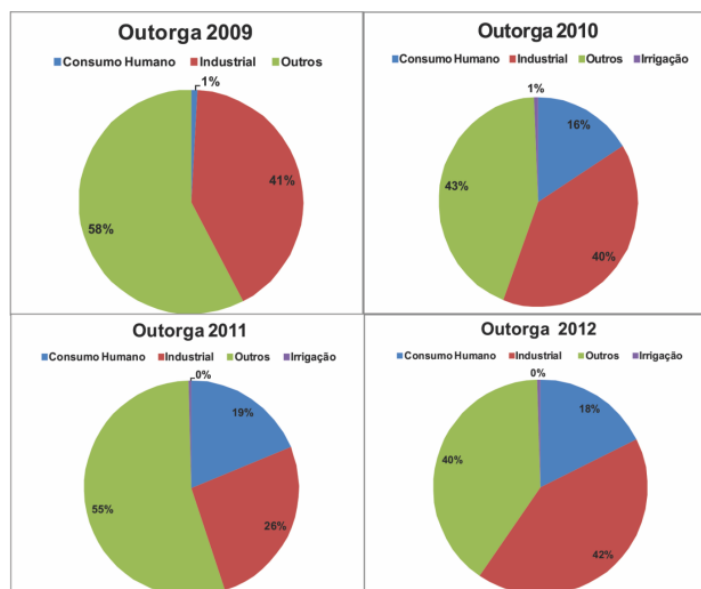 Outorga 2009
Consumo Humano Industrial Outros
1%
41%
58%
Outorga 2010
Consumo Humano Industrial Outros Irrigação
1%
16%
43%
40%
Outorga 2011
Consumo Humano Industrial Outros Irrigação
0%
19%
55%
26%
Outorga 2012
Consumo Humano Industrial Outros Irrigação
0%
18%
40%
42%